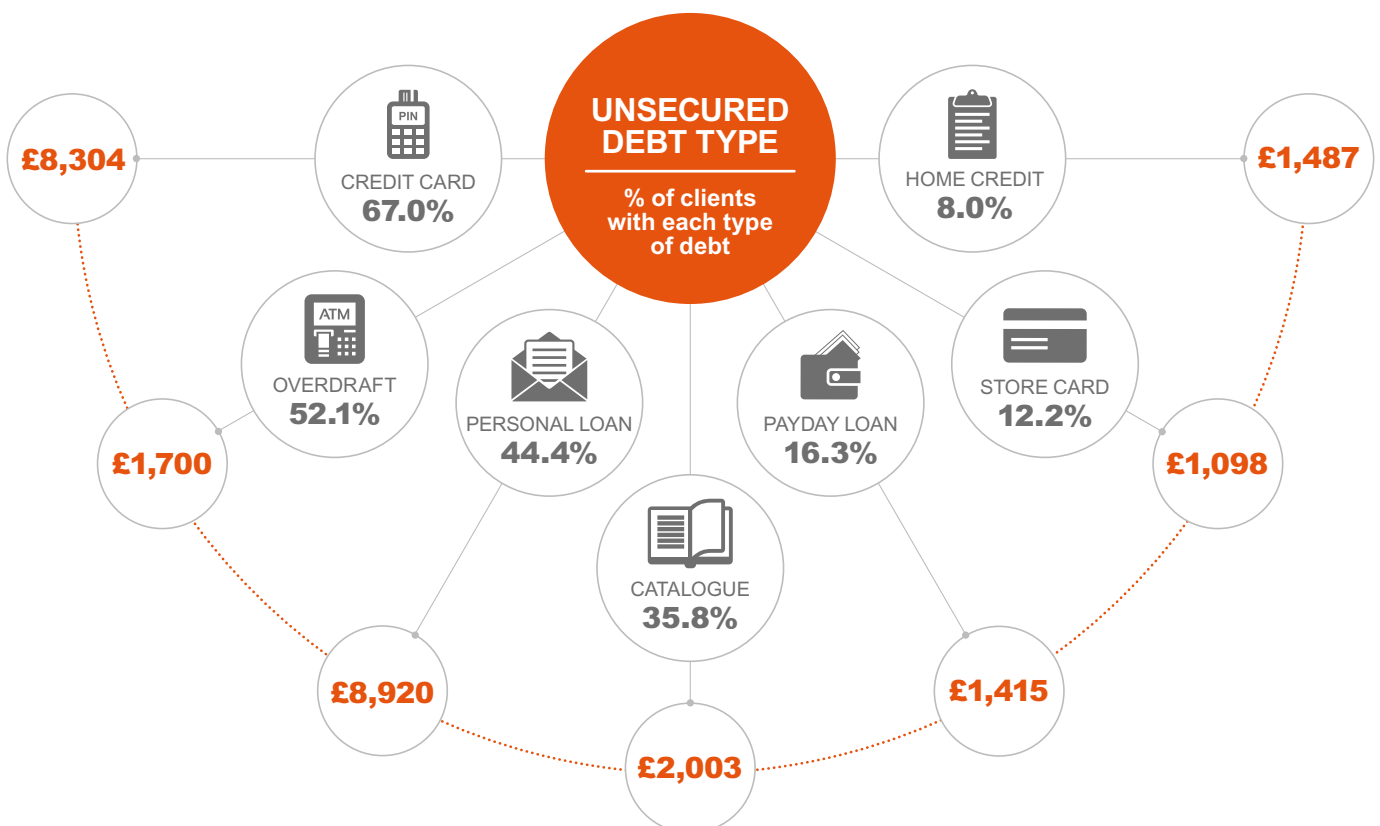 UNSECURED
DEBT TYPE
% of clients
with each type
of debt
£8,304
PIN
CREDIT CARD
67.0%
HOME CREDIT
8.0%
£1,487
ATM
OVERDRAFT
52.1%
£1,700
PERSONAL LOAN
44.4%
£8,920
CATALOGUE
35.8%
£2,003
PAYDAY LOAN
16.3%
£1,415
STORE CARD
12.2%
£1,098